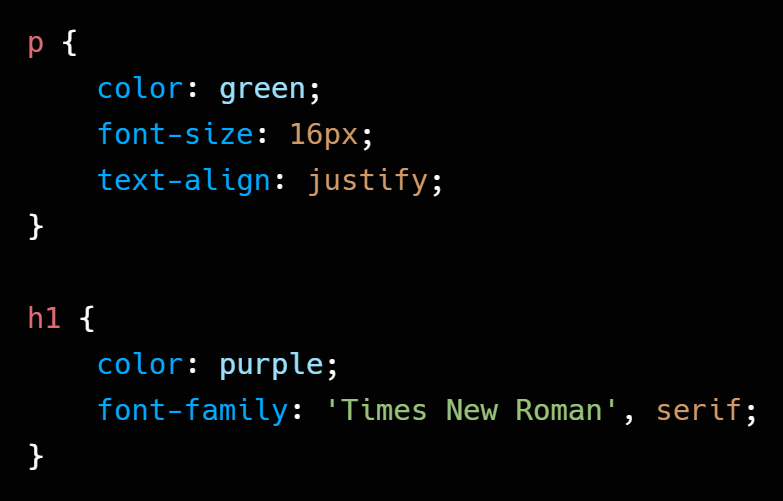 p {
    color: green;
    font-size: 16px;
    text-align: justify;
}

h1 {
    color: purple;
    font-family: 'Times New Roman', serif;
}